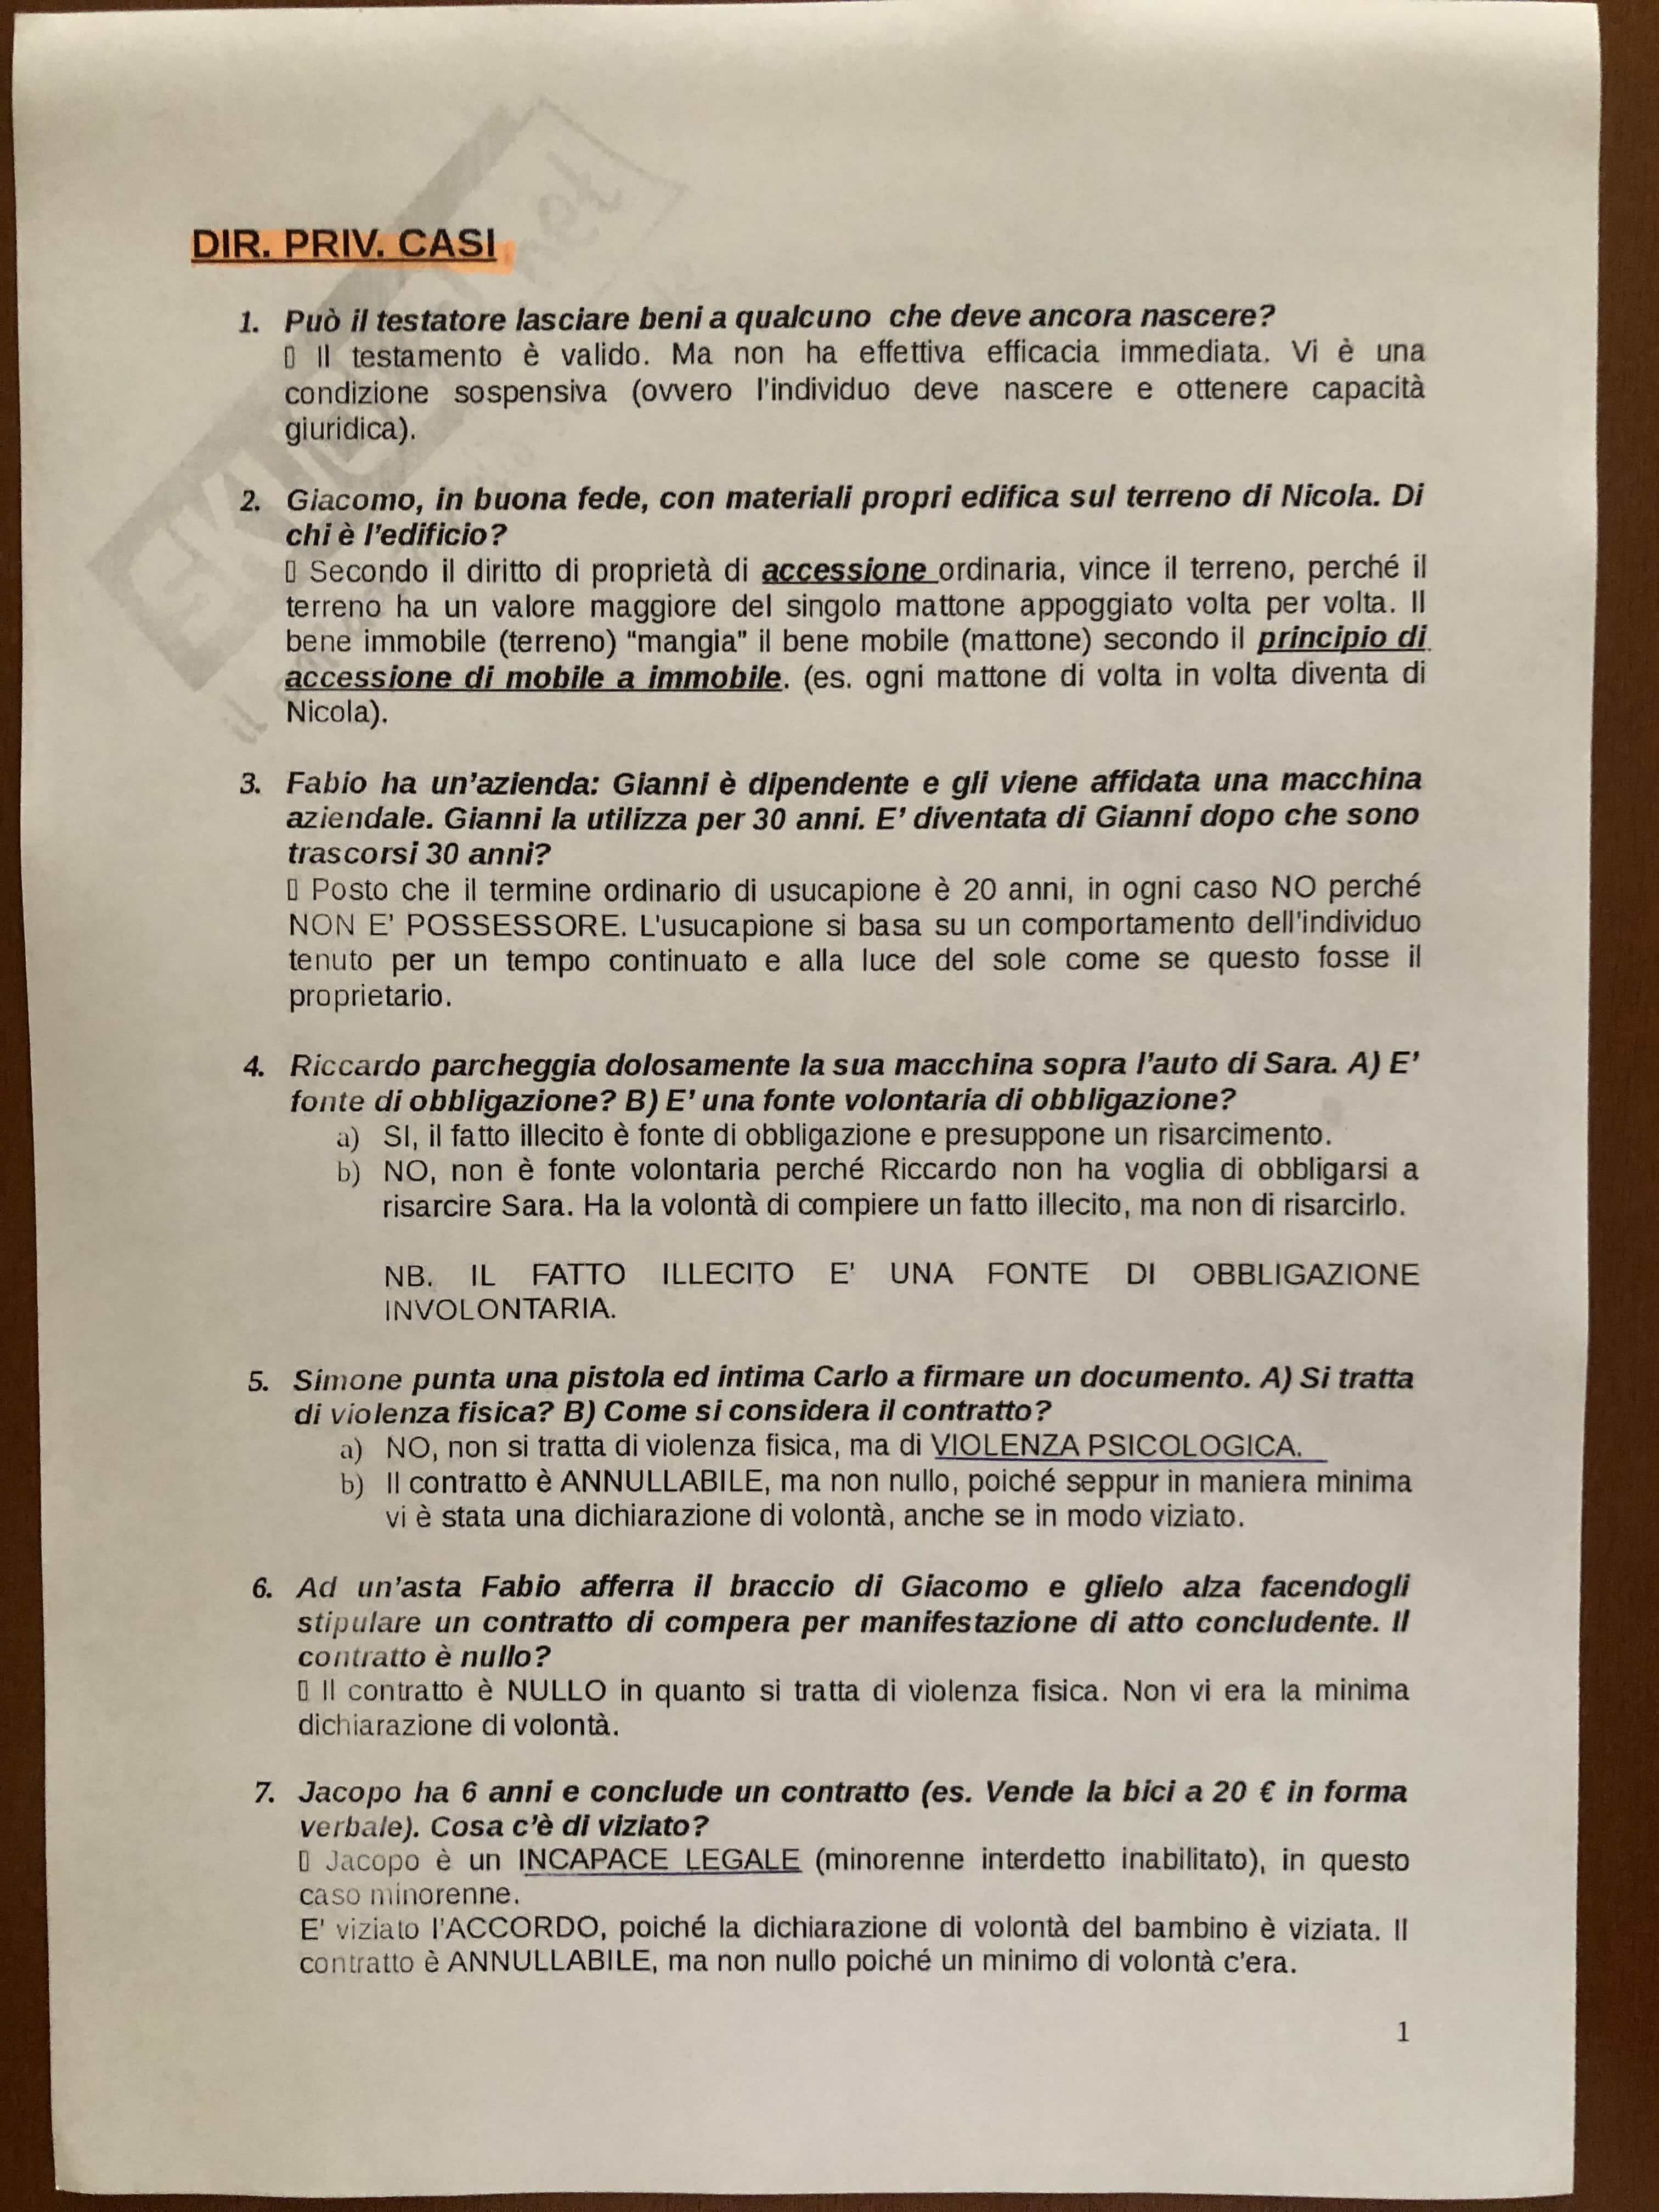 DIR. PRIV. CASI
1. Può il testatore lasciare beni a qualcuno che deve ancora nascere?
Il testamento è valido. Ma non ha effettiva efficacia immediata. Vi è una
condizione sospensiva (ovvero l'individuo deve nascere e ottenere capacità
giuridica).
2. Giacomo, in buona fede, con materiali propri edifica sul terreno di Nicola. Di
chi è l’edificio?
Secondo il diritto di proprietà di accessione ordinaria, vince il terreno, perché il
terreno ha un valore maggiore del singolo mattone appoggiato volta per volta. Il
bene immobile (terreno) “mangia” il bene mobile (mattone) secondo il principio di
accessione di mobile a immobile. (es. ogni mattone di volta in volta diventa di
Nicola).
3. Fabio ha un’azienda: Gianni è dipendente e gli viene affidata una macchina
aziendale. Gianni la utilizza per 30 anni. E’ diventata di Gianni dopo che sono
trascorsi 30 anni?
Posto che il termine ordinario di usucapione è 20 anni, in ogni caso NO perché
NON E' POSSESSORE. L'usucapione si basa su un comportamento dell'individuo
tenuto per un tempo continuato e alla luce del sole come se questo fosse il
proprietario.
4. Riccardo parcheggia dolosamente la sua macchina sopra l’auto di Sara. A) E’
fonte di obbligazione? B) E’ una fonte volontaria di obbligazione?
a) SI, il fatto illecito è fonte di obbligazione e presuppone un risarcimento.
b) NO, non è fonte volontaria perché Riccardo non ha voglia di obbligarsi a
risarcire Sara. Ha la volontà di compiere un fatto illecito, ma non di risarcirlo.
NB. IL FATTO ILLECITO E' UNA FONTE DI OBBLIGAZIONE
INVOLONTARIA.
5. Simone punta una pistola ed intima Carlo a firmare un documento. A) Si tratta
di violenza fisica? B) Come si considera il contratto?
a) NO, non si tratta di violenza fisica, ma di VIOLENZA PSICOLOGICA.
b) Il contratto è ANNULLABILE, ma non nullo, poiché seppur in maniera minima
vi è stata una dichiarazione di volontà, anche se in modo viziato.
6. Ad un’asta Fabio afferra il braccio di Giacomo e glielo alza facendogli
stipulare un contratto di compera per manifestazione di atto concludente. Il
contratto è nullo?
Il contratto è NULLO in quanto si tratta di violenza fisica. Non vi era la minima
dichiarazione di volontà.
7. Jacopo ha 6 anni e conclude un contratto (es. Vende la bici a 20 € in forma
verbale). Cosa c’è di viziato?
Jacopo è un INCAPACE LEGALE (minorenne interdetto inabilitato), in questo
caso minorenne.
E' viziato l'ACCORDO, poiché la dichiarazione di volontà del bambino è viziata. Il
contratto è ANNULLABILE, ma non nullo poiché un minimo di volontà c'era.
1